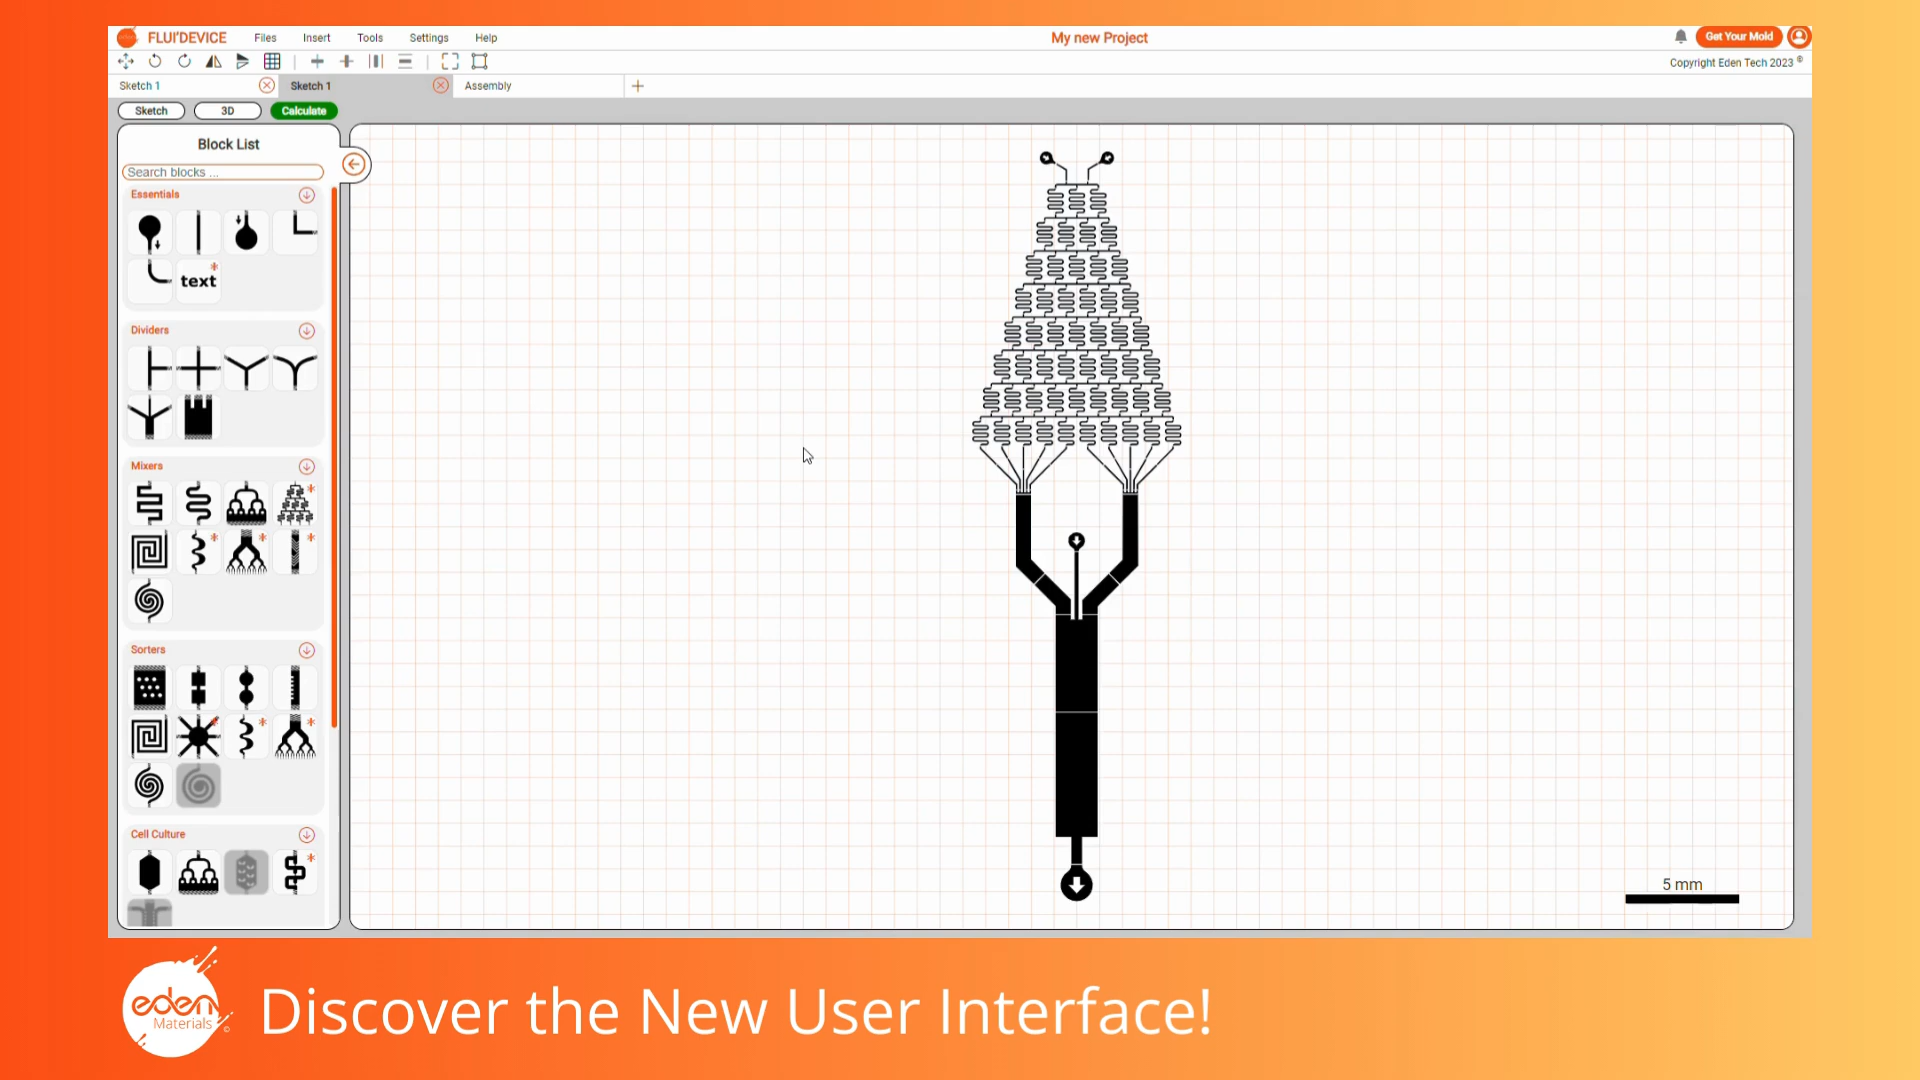 FLUI'DEVICE
Files
Insert
Tools
Settings
Help
My new Project
Get Your Mold
Copyright Eden Tech 2023 ®
Sketch 1
Sketch 1
Assembly
Sketch
3D
Calculate
Block List
Search blocks ...
Essentials
text
Dividers
Mixers
Sorters
Cell Culture
5 mm
eden
Materials
Discover the New User Interface!